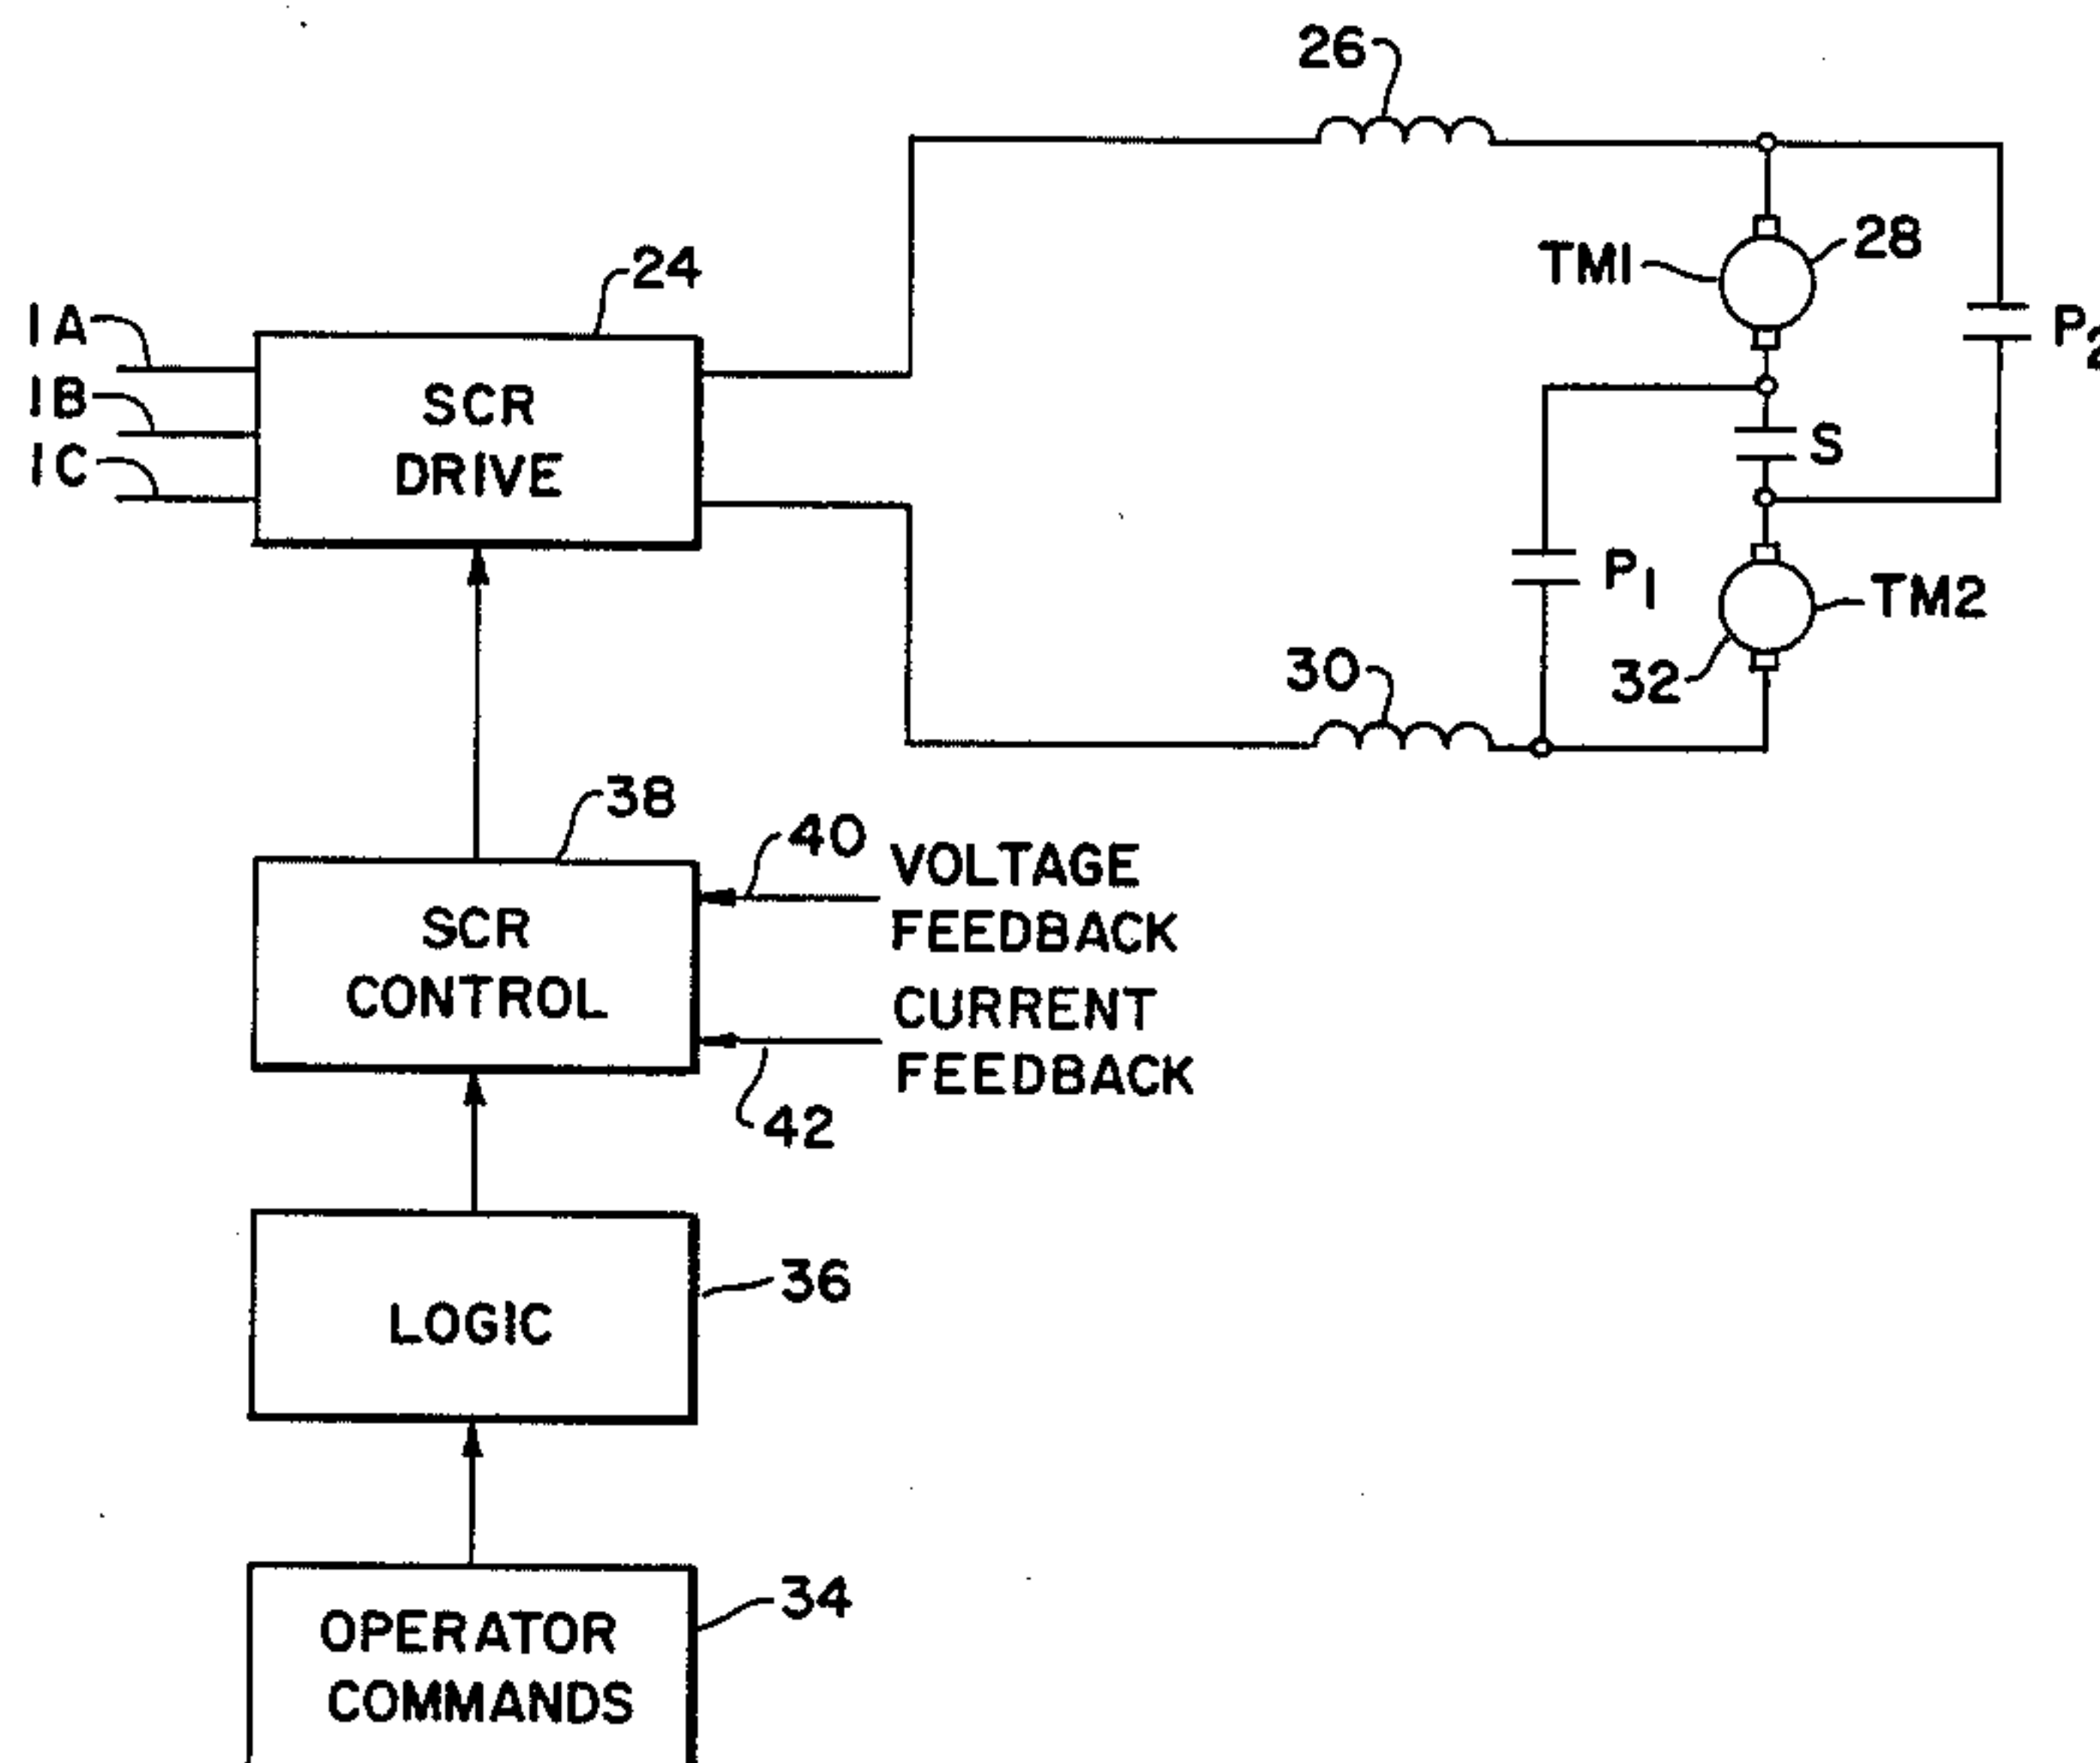 26
28
TM1
24
P2
1A
SCR
1B
S
DRIVE
1C
P1
TM2
30
32
38
40
VOLTAGE
FEEDBACK
SCR
CONTROL
CURRENT
FEEDBACK
42
36
LOGIC
34
OPERATOR
COMMANDS